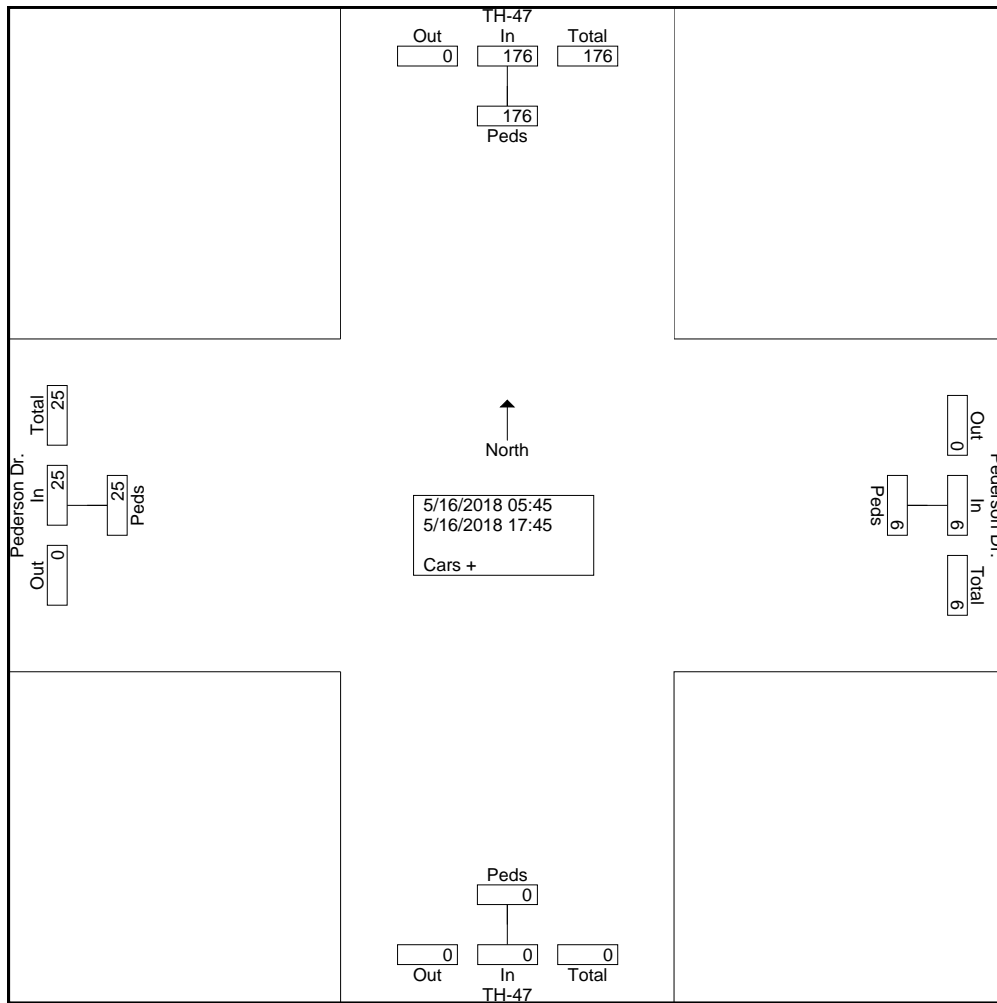 TH-47
Out In Total
0 176 176
176
Peds
Pederson Dr.
Total In Out
25 25 0
25
Peds
North
5/16/2018 05:45
5/16/2018 17:45
Cars +
Pederson Dr.
Out In Total
0 6 6
6
Peds
Peds
0
0 0 0
Out In Total
TH-47